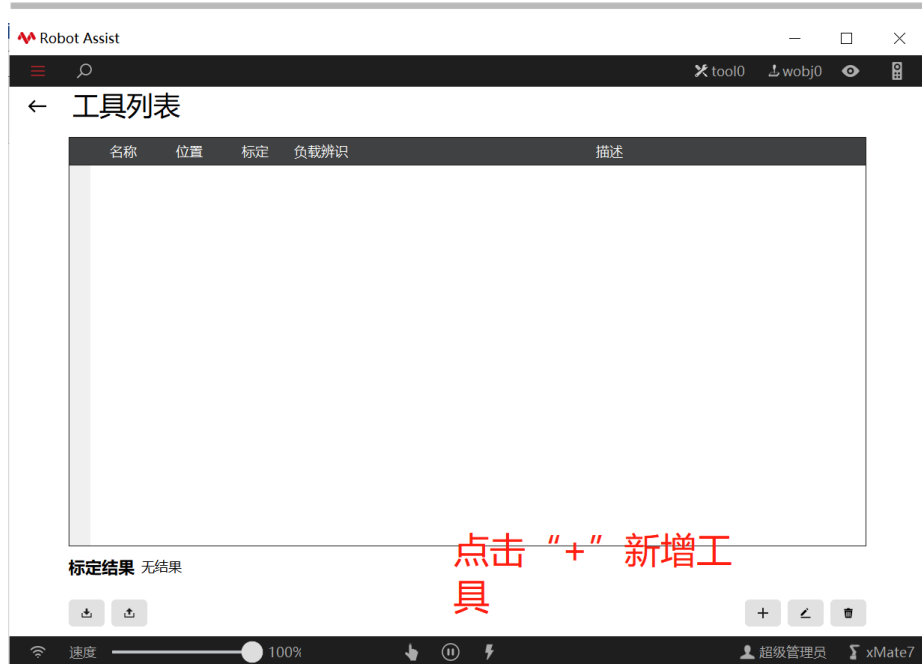 Robot Assist
tool0 wobj0
工具列表
名称 位置 标定 负载辨识 描述
点击“+”新增工
具
标定结果 无结果
速度 100% 超级管理员 xMate7